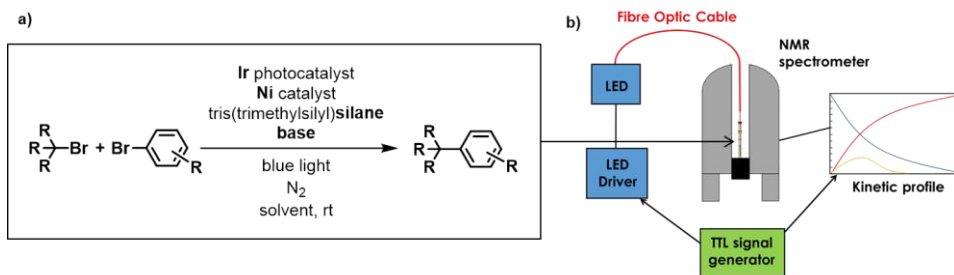 a)
Ir photocatalyst
Ni catalyst
tris(trimethylsilyl)silane
base
R
R
R
Br + Br
R
blue light
N2
solvent, rt
R
R
R
R
b)
Fibre Optic Cable
LED
LED
Driver
NMR
spectrometer
Kinetic profile
TTL signal
generator